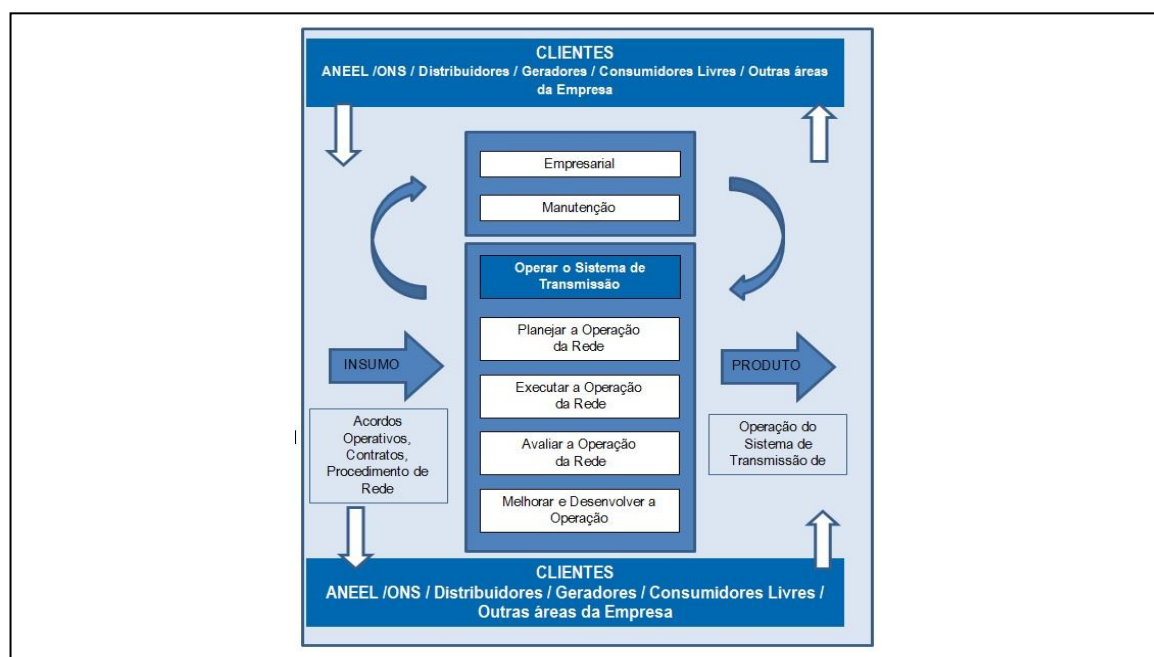 CLIENTES
ANEEL /ONS / Distribuidores / Geradores / Consumidores Livres / Outras áreas
da Empresa
Empresarial
Manutenção
Operar o Sistema de
Transmissão
Planejar a Operação
da Rede
INSUMO
PRODUTO
Executar a Operação
da Rede
Acordos
Operativos,
Contratos,
Procedimento de
Rede
Avaliar a Operação
da Rede
Operação do
Sistema de
Transmissão de
Melhorar e Desenvolver a
Operação
CLIENTES
ANEEL /ONS / Distribuidores / Geradores / Consumidores Livres /
Outras áreas da Empresa